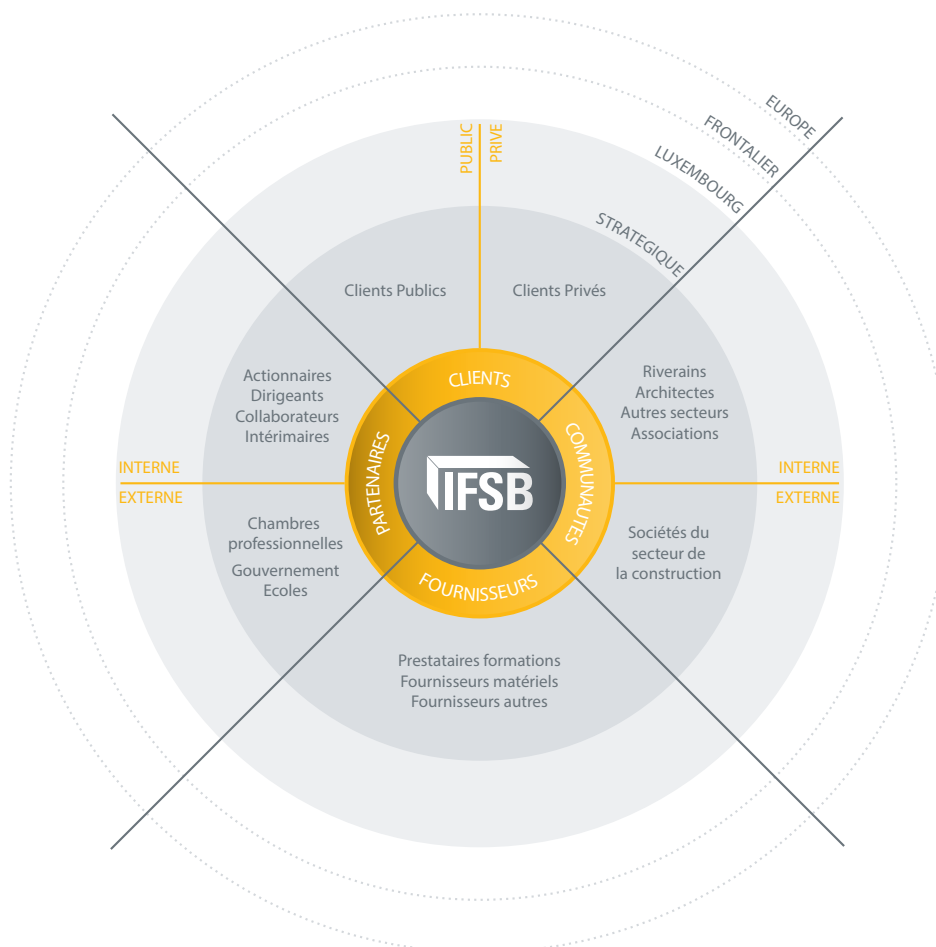 EUROPE
FRONTALIER
LUXEMBOURG
STRATEGIQUE
PUBLIC
PRIVE
Clients Publics
Clients Privés
CLIENTS
Actionnaires
Dirigeants
Collaborateurs
Intérimaires
Riverains
Architectes
Autres secteurs
Associations
PARTENAIRES
IFSB
COMMUNAUTES
INTERNE
EXTERNE
INTERNE
EXTERNE
Chambres
professionnelles
Gouvernement
Ecoles
Sociétés du
secteur de
la construction
FOURNISSEURS
Prestataires formations
Fournisseurs matériels
Fournisseurs autres